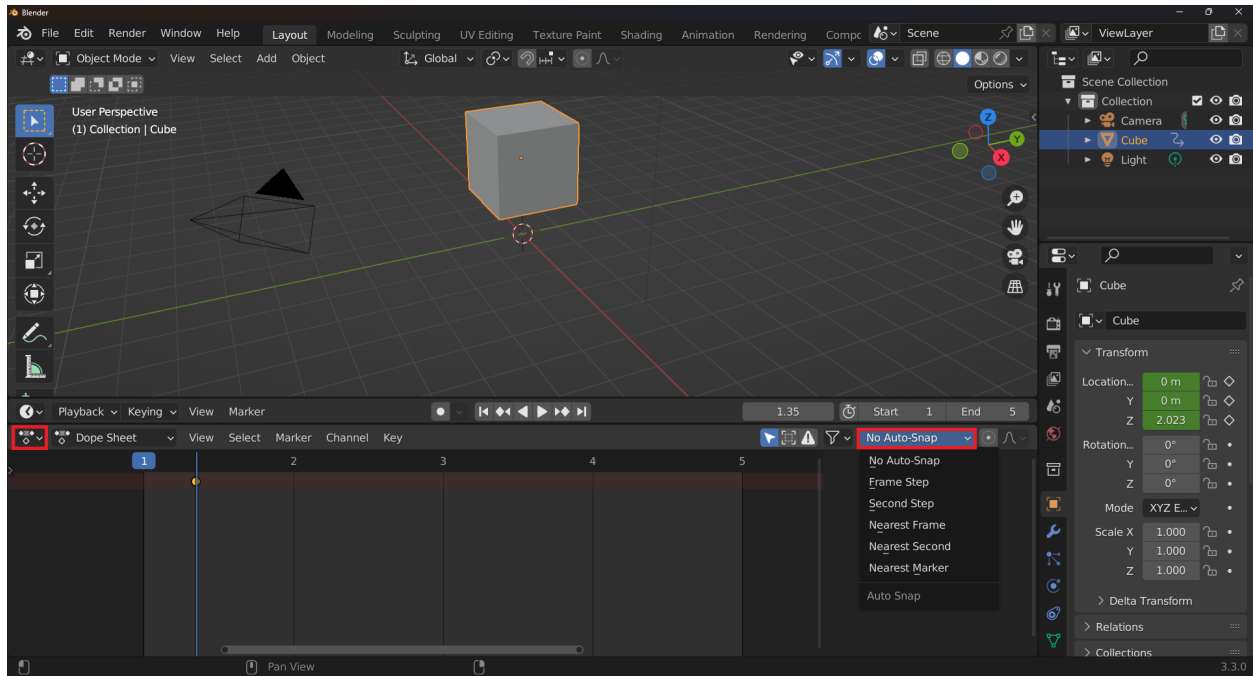 Blender
File Edit Render Window Help Layout Modeling Sculpting UV Editing Texture Paint Shading Animation Rendering Compc Scene ViewLayer
Object Mode View Select Add Object Global
Options
User Perspective
(1) Collection | Cube
Z
Y
X
Scene Collection
Collection
Camera
Cube
Light
Cube
Cube
Transform
Location... 0 m
Y 0 m
Z 2.023
Rotation... 0°
Y 0°
Z 0°
Mode XYZ E...
Scale X 1.000
Y 1.000
Z 1.000
Delta Transform
Relations
Collections
Playback Keying View Marker 1.35 Start 1 End 5
Dope Sheet View Select Marker Channel Key No Auto-Snap
1 2 3 4 5
No Auto-Snap
Frame Step
Second Step
Nearest Frame
Nearest Second
Nearest Marker
Auto Snap
Pan View 3.3.0